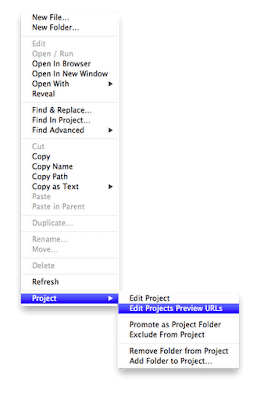 New File...
New Folder...
Edit
Open / Run
Open In Browser
Open In New Window
Open With
Reveal
Find & Replace...
Find In Project...
Find Advanced
Cut
Copy
Copy Name
Copy Path
Copy as Text
Paste
Paste in Parent
Duplicate...
Rename...
Move...
Delete
Refresh
Project
Edit Project
Edit Projects Preview URLs
Promote as Project Folder
Exclude From Project
Remove Folder from Project
Add Folder to Project...